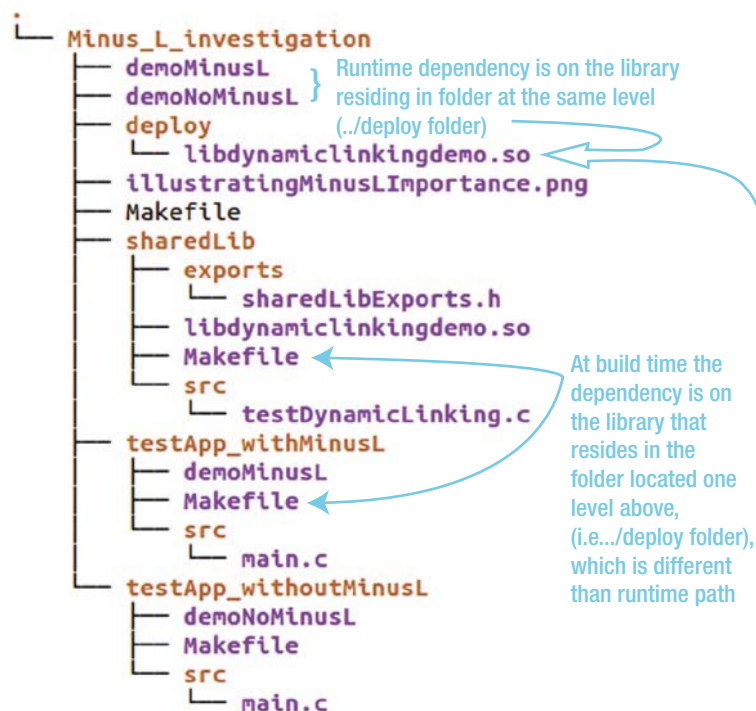 .
└── Minus_L_investigation
    ├── demoMinusL
    ├── demoNoMinusL
} Runtime dependency is on the library
residing in folder at the same level
(../deploy folder)
    ├── deploy
    │   └── libdynamiclinkingdemo.so
    ├── illustratingMinusLImportance.png
    ├── Makefile
    ├── sharedLib
    │   ├── exports
    │   │   └── sharedLibExports.h
    │   ├── libdynamiclinkingdemo.so
    │   ├── Makefile
    │   └── src
    │       └── testDynamicLinking.c
    ├── testApp_withMinusL
    │   ├── demoMinusL
    │   ├── Makefile
    │   └── src
    │       └── main.c
    └── testApp_withoutMinusL
        ├── demoNoMinusL
        ├── Makefile
        └── src
            └── main.c
At build time the
dependency is on
the library that
resides in the
folder located one
level above,
(i.e.../deploy folder),
which is different
than runtime path